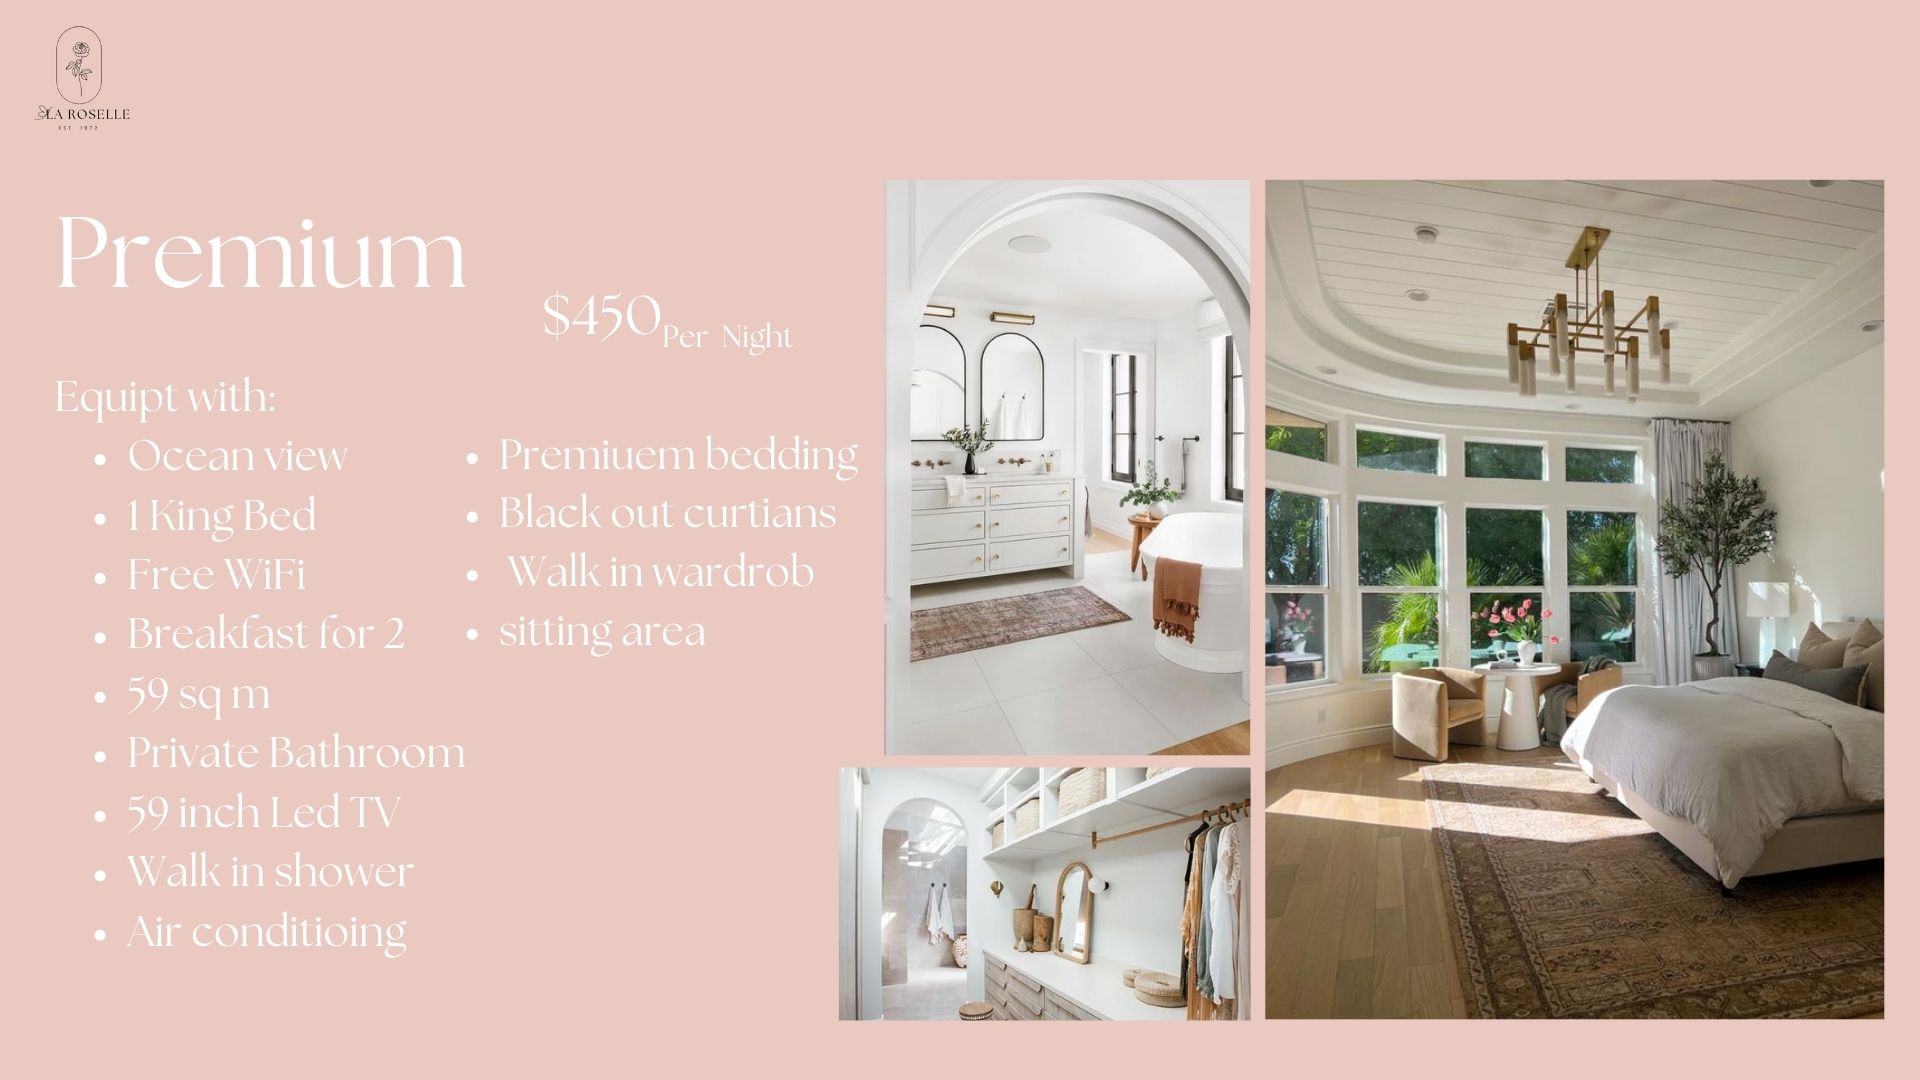 LA ROSELLE
EST. 1972
Premium
$450 Per Night
Equipt with:
Ocean view
1 King Bed
Free WiFi
Breakfast for 2
59 sq m
Private Bathroom
59 inch Led TV
Walk in shower
Air conditioing
Premiuem bedding
Black out curtians
Walk in wardrob
sitting area